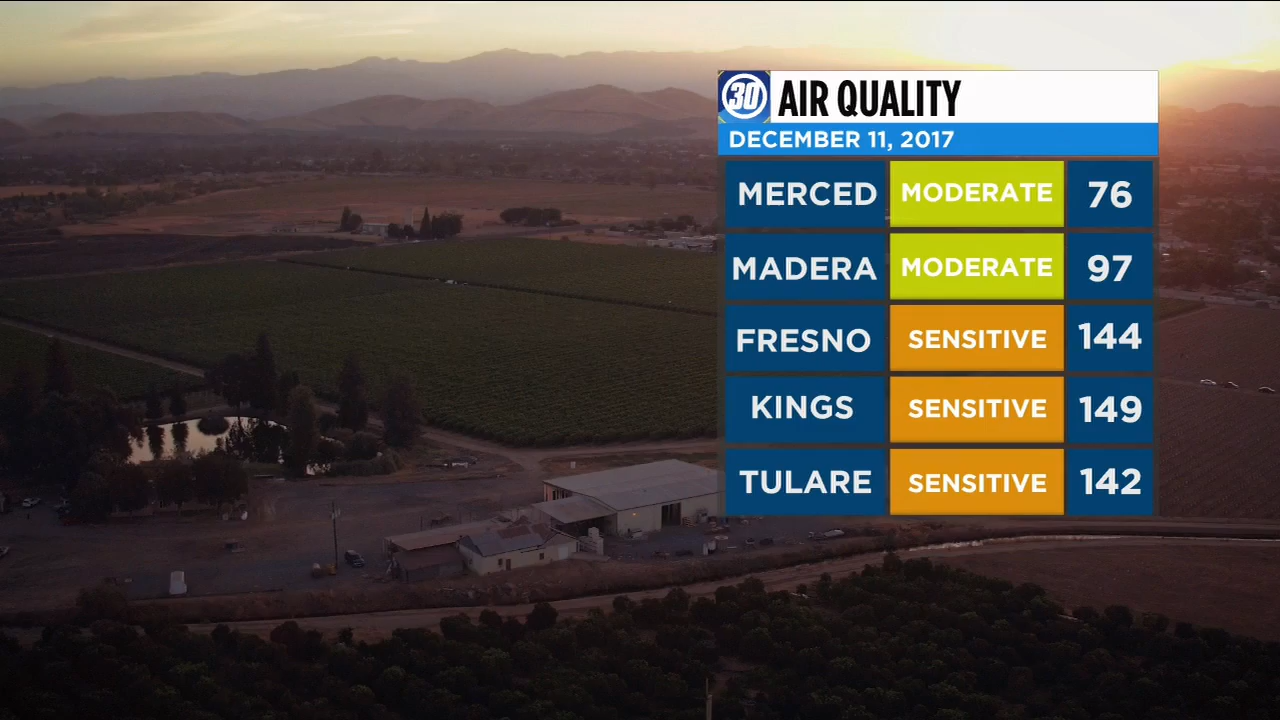 30 AIR QUALITY
DECEMBER 11, 2017
MERCED MODERATE 76
MADERA MODERATE 97
FRESNO SENSITIVE 144
KINGS SENSITIVE 149
TULARE SENSITIVE 142